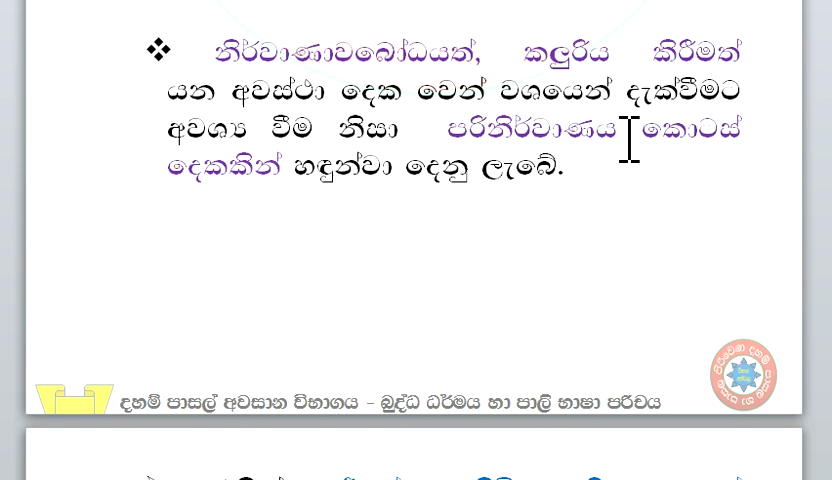 ❖ නිර්වාණාවබෝධයත්, කලුරිය කිරීමත්
යන අවස්ථා දෙක වෙන් වශයෙන් දැක්වීමට
අවශ්‍ය වීම නිසා පරිනිර්වාණය කොටස්
දෙකකින් හඳුන්වා දෙනු ලැබේ.
දහම් පාසල් අවසාන විභාගය - බුද්ධ ධර්මය හා පාලි භාෂා පරිචය